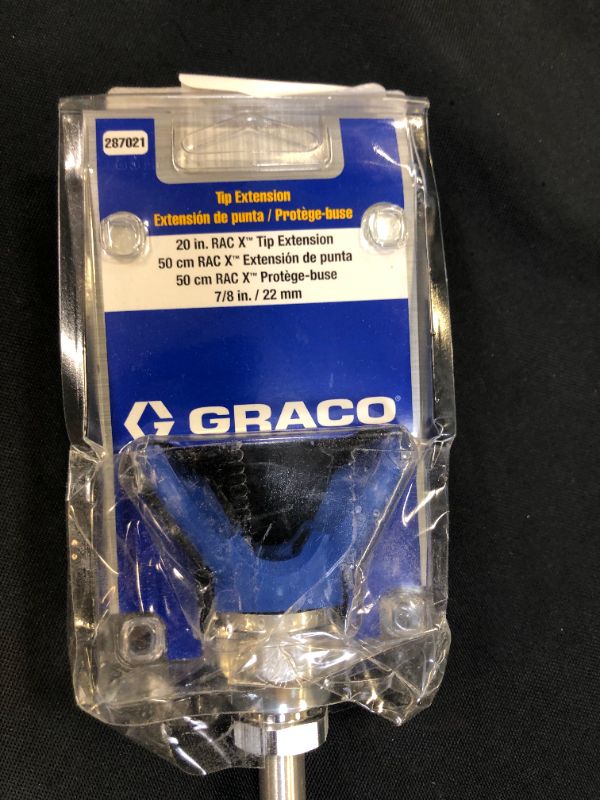 287021
Tip Extension
Extensión de punta / Protège-buse
20 in. RAC X™ Tip Extension
50 cm RAC X™ Extensión de punta
50 cm RAC X™ Protège-buse
7/8 in. / 22 mm
GRACO®